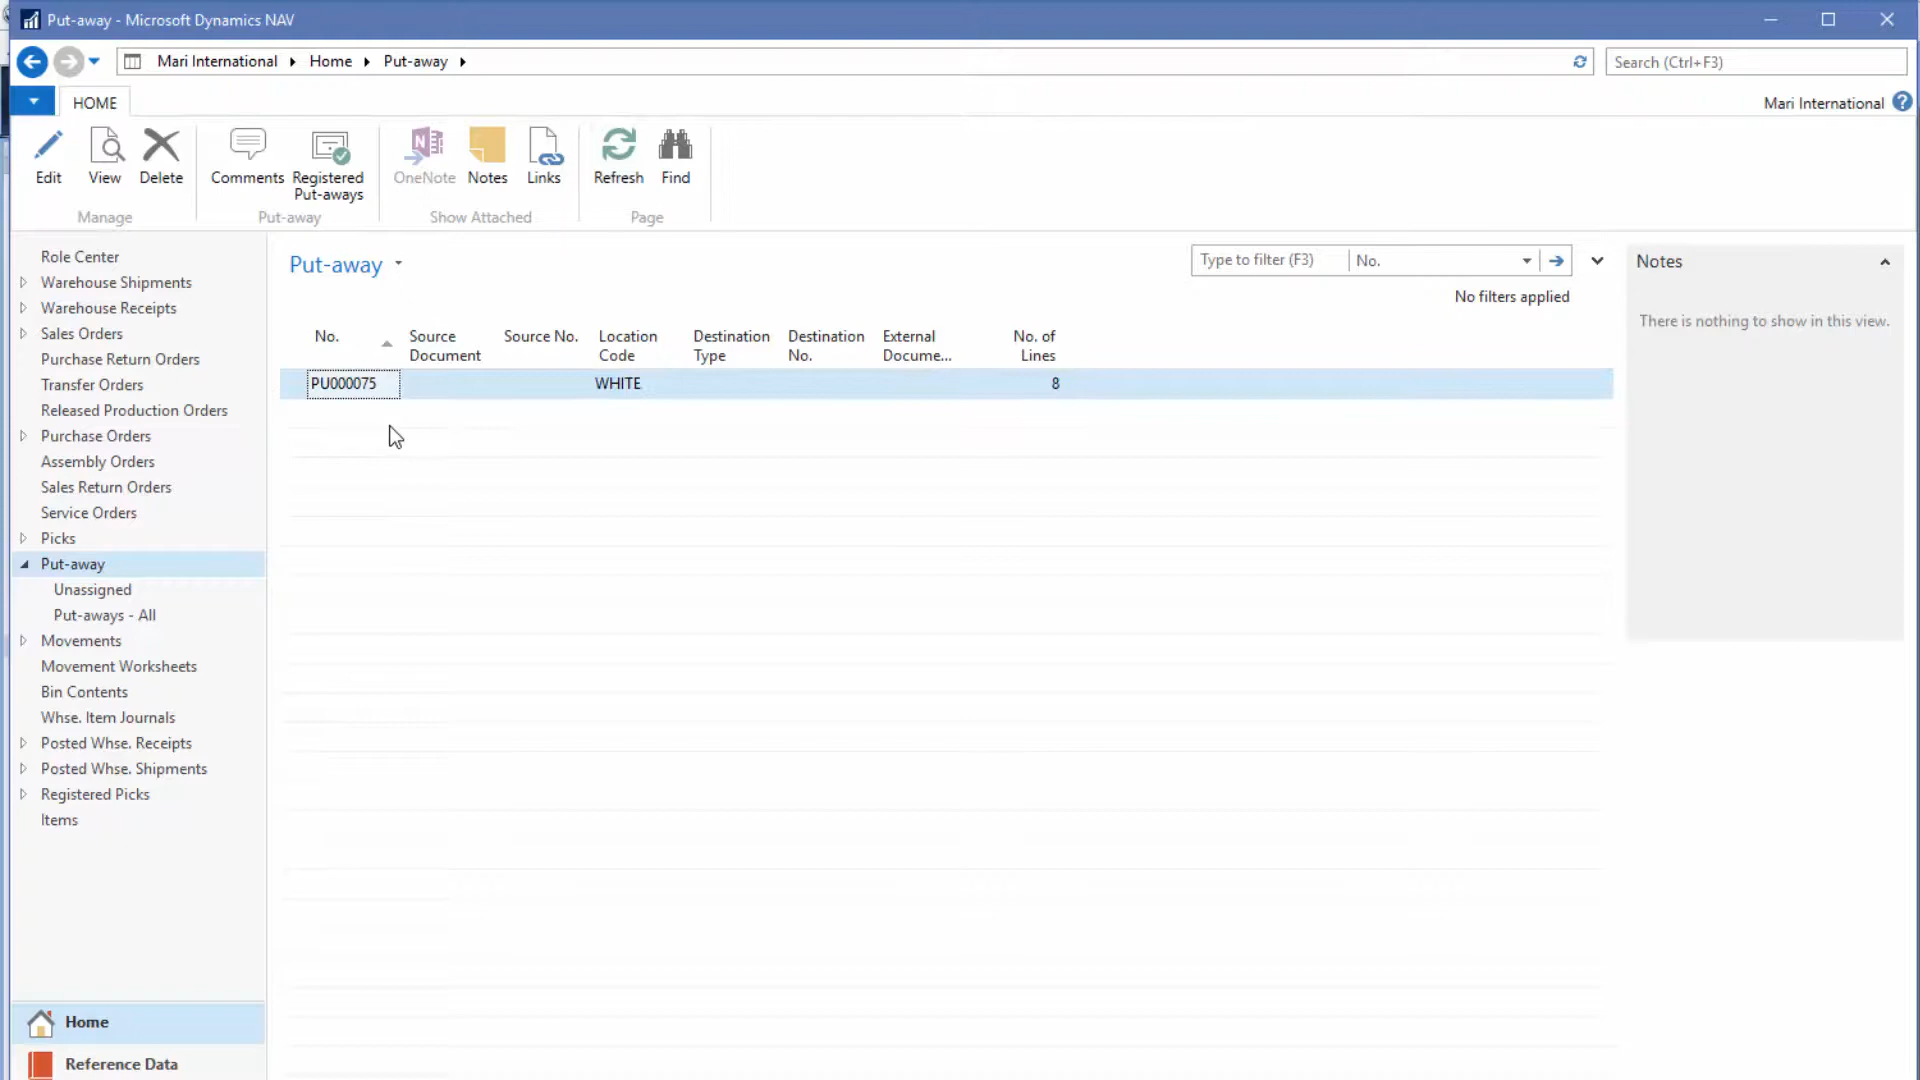 Put-away - Microsoft Dynamics NAV
Mari International
Home
Put-away
Search (Ctrl+F3)
HOME
Mari International
Edit
View
Delete
Comments
Registered
Put-aways
OneNote
Notes
Links
Refresh
Find
Manage
Put-away
Show Attached
Page
Role Center
Warehouse Shipments
Warehouse Receipts
Sales Orders
Purchase Return Orders
Transfer Orders
Released Production Orders
Purchase Orders
Assembly Orders
Sales Return Orders
Service Orders
Picks
Put-away
Unassigned
Put-aways - All
Movements
Movement Worksheets
Bin Contents
Whse. Item Journals
Posted Whse. Receipts
Posted Whse. Shipments
Registered Picks
Items
Home
Reference Data
Put-away
Type to filter (F3)
No.
No filters applied
No.
Source
Document
Source No.
Location
Code
Destination
Type
Destination
No.
External
Docume...
No. of
Lines
PU000075
WHITE
8
Notes
There is nothing to show in this view.